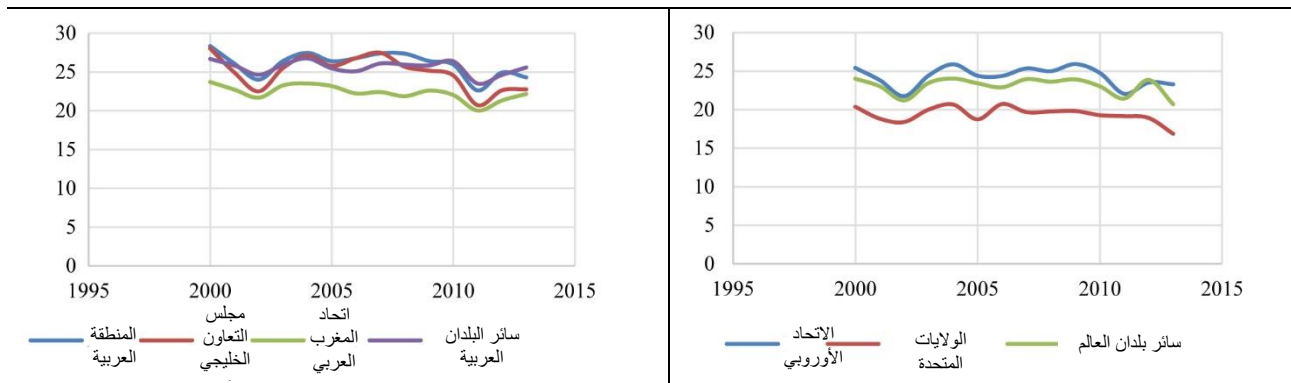 30
25
20
15
10
5
0
1995
2000
2005
2010
2015
المنطقة
العربية
مجلس
التعاون
الخليجي
اتحاد
المغرب
العربي
سائر البلدان
العربية
30
25
20
15
10
5
0
1995
2000
2005
2010
2015
الاتحاد
الأوروبي
الولايات
المتحدة
سائر بلدان العالم